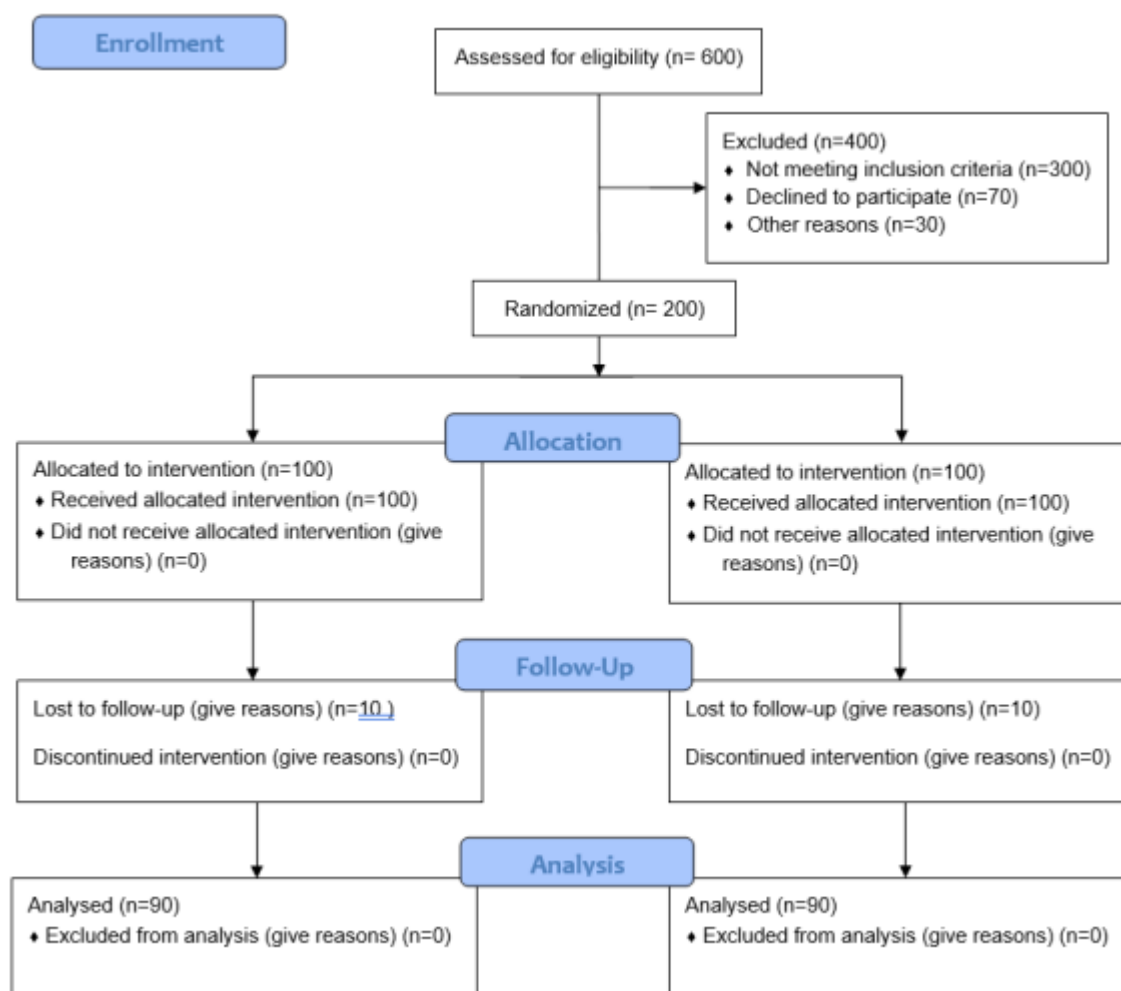 Enrollment
Assessed for eligibility (n= 600)
Excluded (n=400)
♦ Not meeting inclusion criteria (n=300)
♦ Declined to participate (n=70)
♦ Other reasons (n=30)
Randomized (n= 200)
Allocation
Allocated to intervention (n=100)
♦ Received allocated intervention (n=100)
♦ Did not receive allocated intervention (give
reasons) (n=0)
Allocated to intervention (n=100)
♦ Received allocated intervention (n=100)
♦ Did not receive allocated intervention (give
reasons) (n=0)
Follow-Up
Lost to follow-up (give reasons) (n=10 )
Discontinued intervention (give reasons) (n=0)
Lost to follow-up (give reasons) (n=10)
Discontinued intervention (give reasons) (n=0)
Analysis
Analysed (n=90)
♦ Excluded from analysis (give reasons) (n=0)
Analysed (n=90)
♦ Excluded from analysis (give reasons) (n=0)